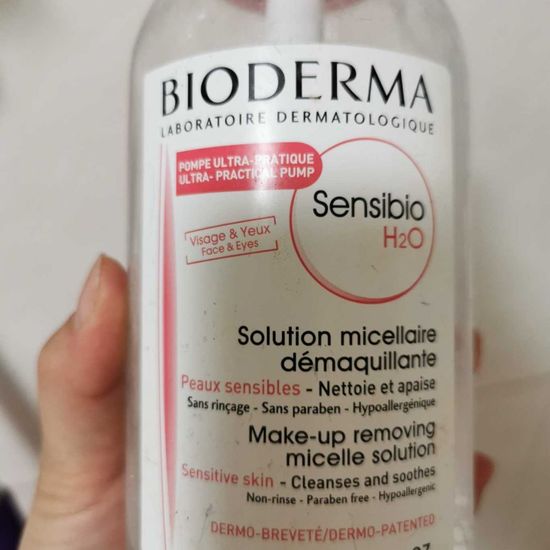 BIODERMA
LABORATOIRE DERMATOLOGIQUE
POMPE ULTRA-PRATIQUE
ULTRA- PRACTICAL PUMP
Sensibio
H2O
Visage & Yeux
Face & Eyes
Solution micellaire
démaquillante
Peaux sensibles - Nettoie et apaise
Sans rinçage - Sans paraben - Hypoallergénique
Make-up removing
micelle solution
Sensitive skin - Cleanses and soothes
Non-rinse - Paraben free - Hypoallergenic
DERMO-BREVETÉ/DERMO-PATENTED